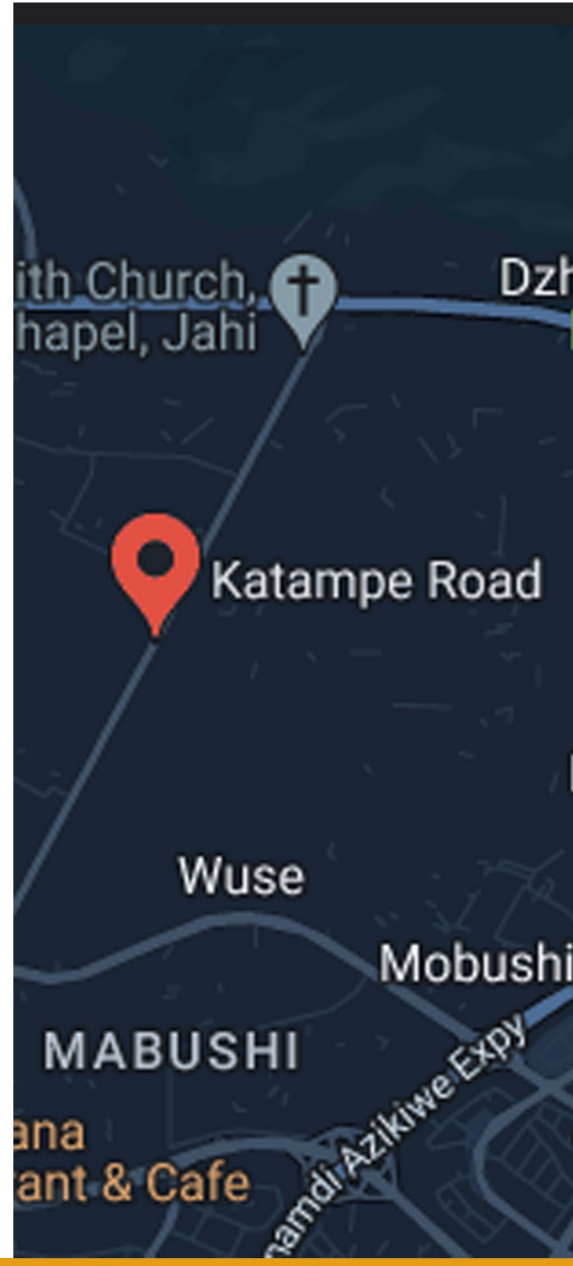 ith Church,
hapel, Jahi
Dzh
Katampe Road
Wuse
Mobushi
MABUSHI
ana
ant & Cafe
namdi Azikiwe Expy